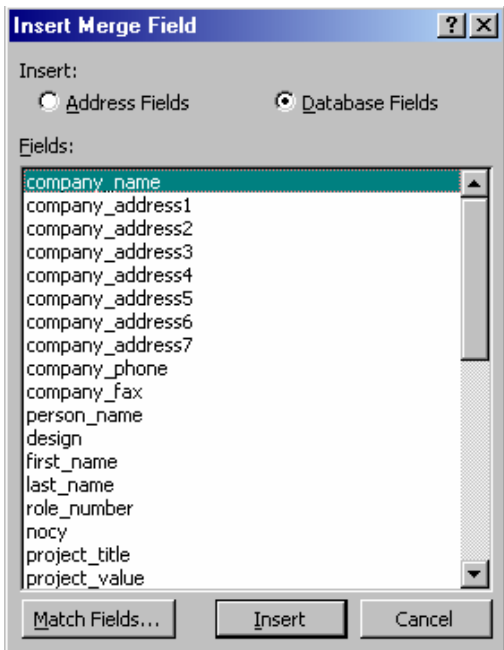 Insert Merge Field
Insert:
Address Fields Database Fields
Fields:
company_name
company_address1
company_address2
company_address3
company_address4
company_address5
company_address6
company_address7
company_phone
company_fax
person_name
design
first_name
last_name
role_number
nocy
project_title
project_value
Match Fields... Insert Cancel